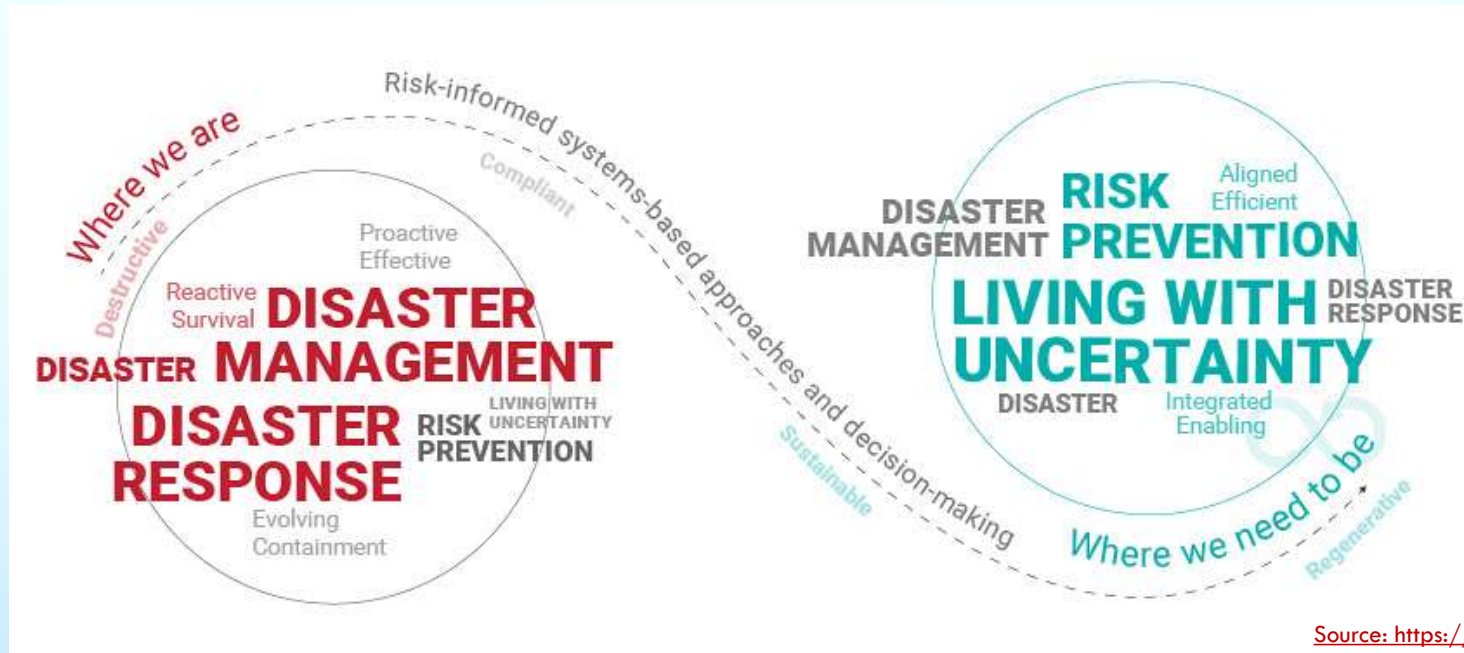 Where we are
Risk-informed systems-based approaches and decision-making
Destructive
Compliant
Proactive
Effective
Reactive
Survival
DISASTER
MANAGEMENT
DISASTER
DISASTER
RESPONSE
RISK
PREVENTION
LIVING WITH
UNCERTAINTY
Evolving
Containment
Sustainable
DISASTER
MANAGEMENT
RISK
PREVENTION
Aligned
Efficient
LIVING WITH
UNCERTAINTY
DISASTER
RESPONSE
DISASTER
Integrated
Enabling
Where we need to be
Regenerative
Source: https:/